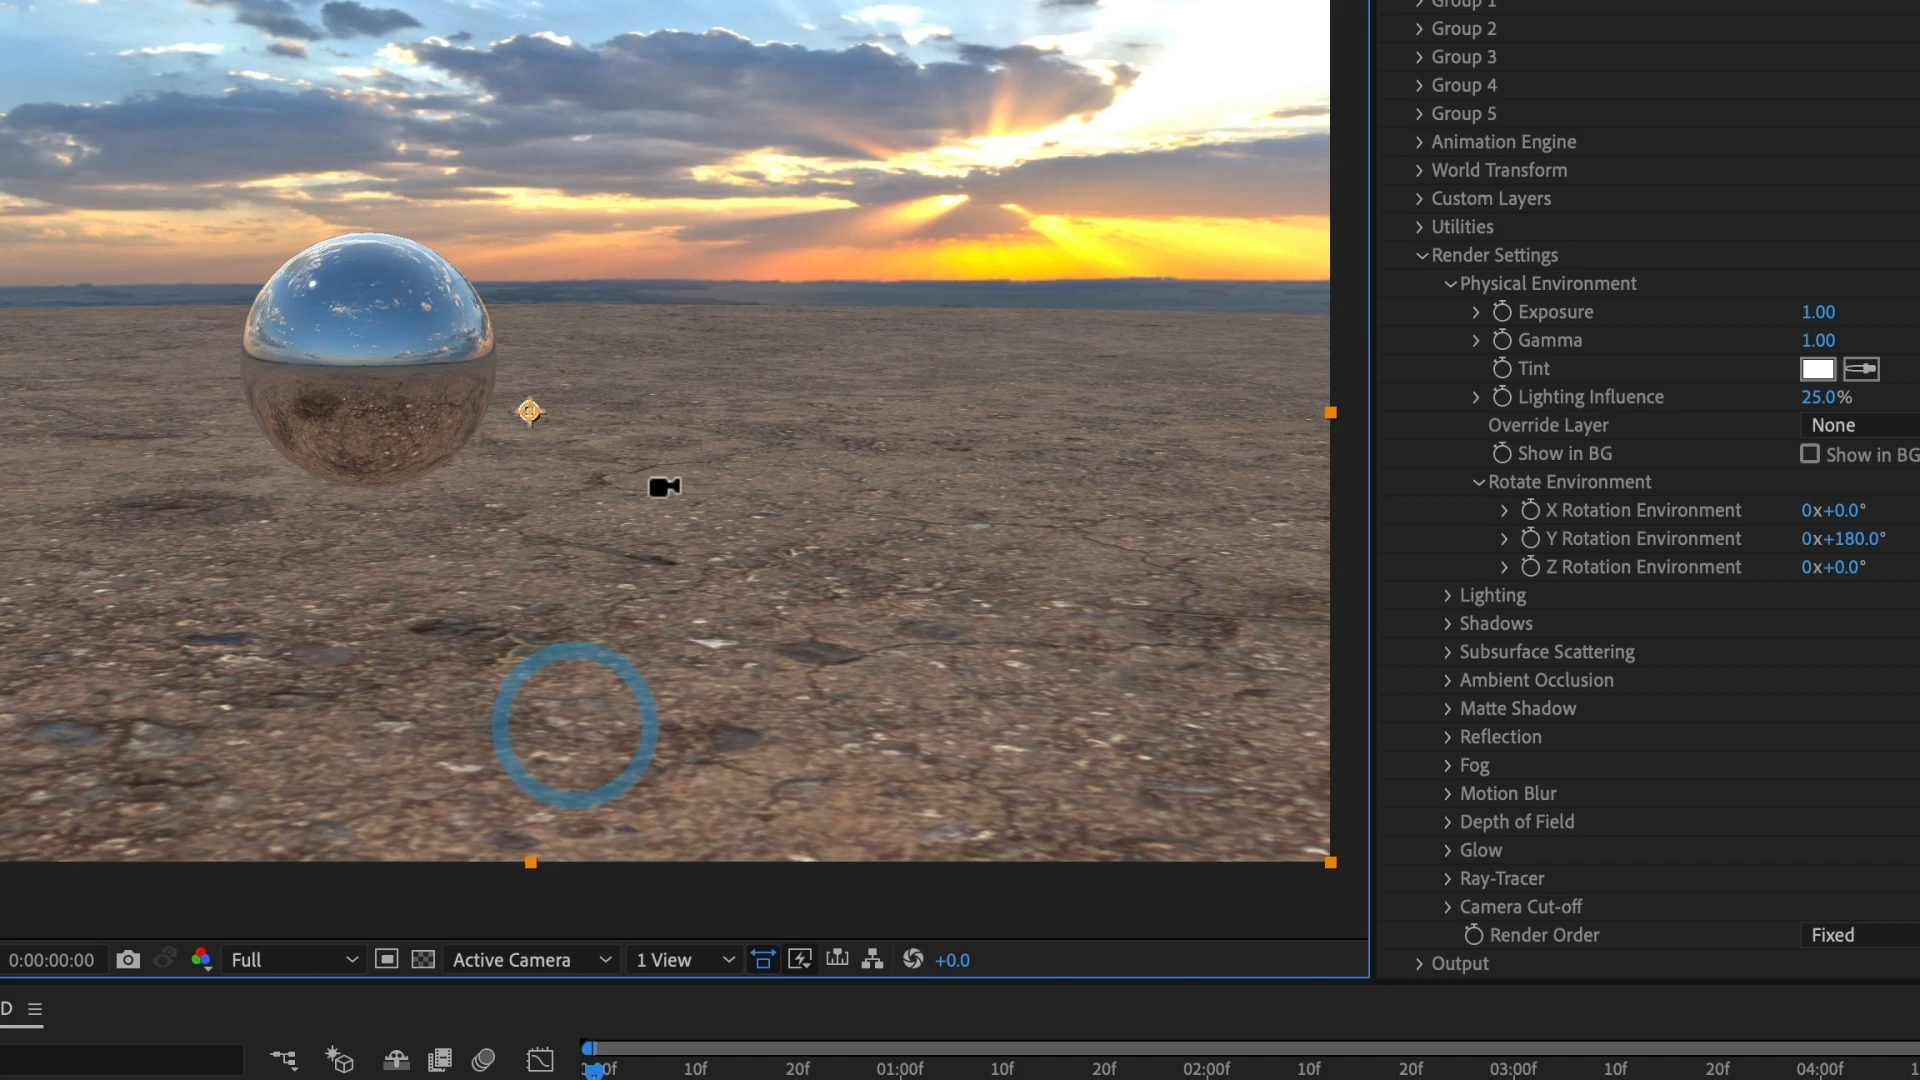 Group 1
Group 2
Group 3
Group 4
Group 5
Animation Engine
World Transform
Custom Layers
Utilities
Render Settings
Physical Environment
Exposure 1.00
Gamma 1.00
Tint
Lighting Influence 25.0%
Override Layer None
Show in BG Show in BG
Rotate Environment
X Rotation Environment 0x+0.0°
Y Rotation Environment 0x+180.0°
Z Rotation Environment 0x+0.0°
Lighting
Shadows
Subsurface Scattering
Ambient Occlusion
Matte Shadow
Reflection
Fog
Motion Blur
Depth of Field
Glow
Ray-Tracer
Camera Cut-off
Render Order Fixed
Output
0:00:00:00 Full Active Camera 1 View +0.0
D
10f 20f 01:00f 10f 20f 02:00f 10f 20f 03:00f 10f 20f 04:00f